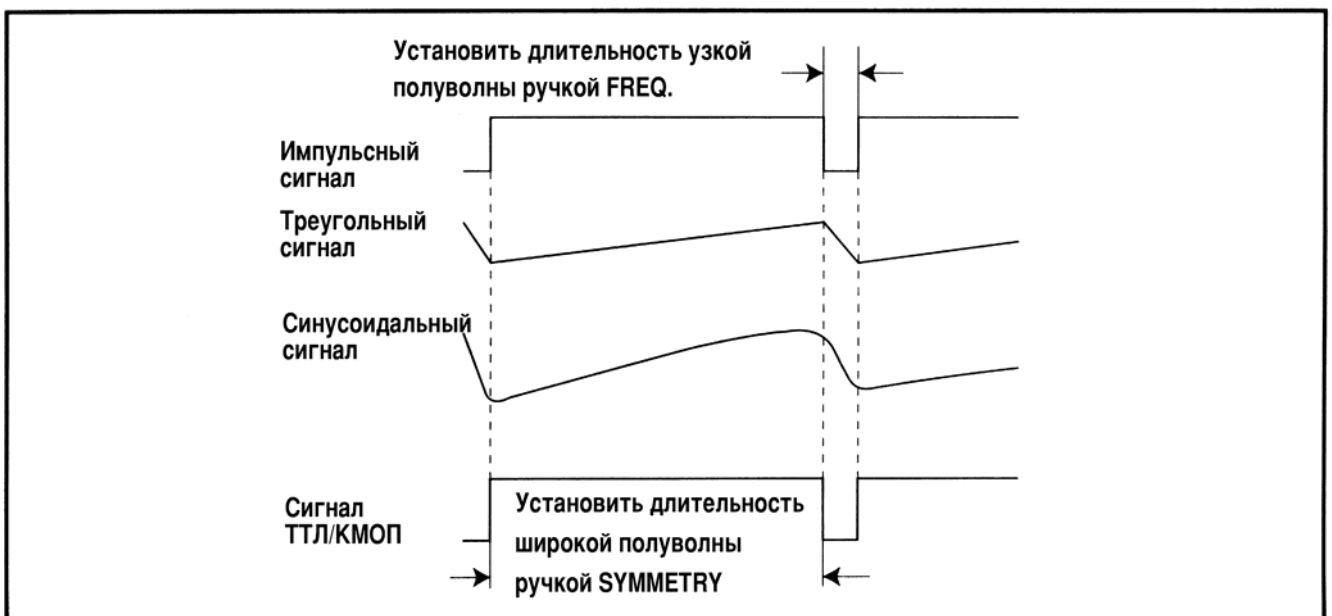 Установить длительность узкой
полуволны ручкой FREQ.
Импульсный
сигнал
Треугольный
сигнал
Синусоидальный
сигнал
Сигнал
ТТЛ/КМОП
Установить длительность
широкой полуволны
ручкой SYMMETRY